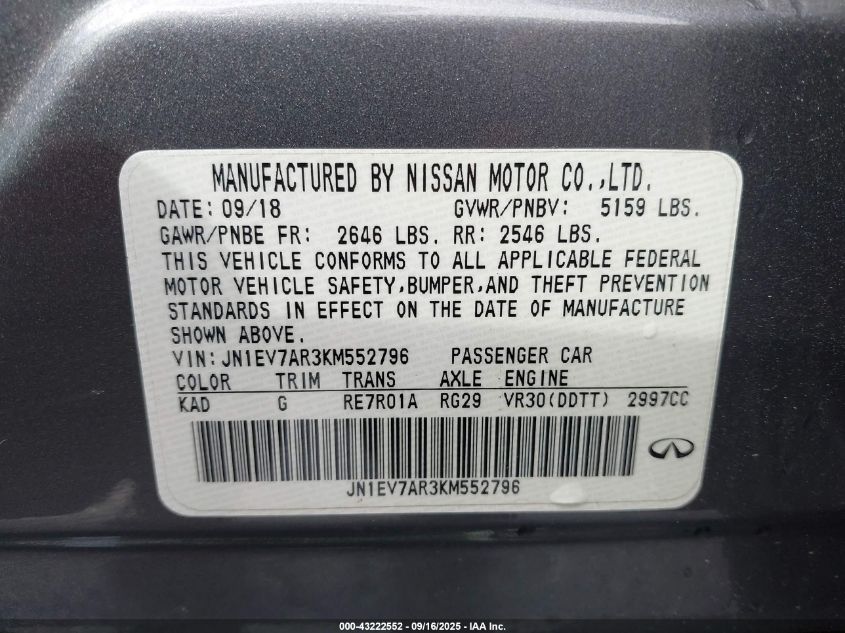 MANUFACTURED BY NISSAN MOTOR CO.,LTD.
DATE: 09/18 GVWR/PNBV: 5159 LBS.
GAWR/PNBE FR: 2646 LBS. RR: 2546 LBS.
THIS VEHICLE CONFORMS TO ALL APPLICABLE FEDERAL
MOTOR VEHICLE SAFETY,BUMPER,AND THEFT PREVENTION
STANDARDS IN EFFECT ON THE DATE OF MANUFACTURE
SHOWN ABOVE.
VIN:JN1EV7AR3KM552796 PASSENGER CAR
COLOR TRIM TRANS AXLE ENGINE
KAD G RE7R01A RG29 VR30(DDTT) 2997CC
JN1EV7AR3KM552796
000-43222552 - 09/16/2025 - IAA Inc.